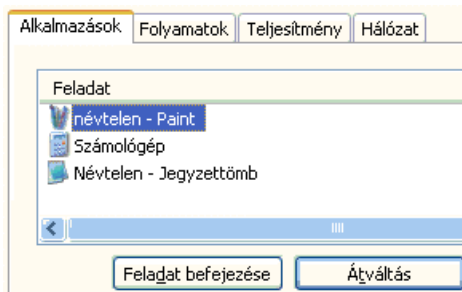 Alkalmazások Folyamatok Teljesítmény Hálózat
Feladat
névtelen - Paint
Számológép
Névtelen - Jegyzettömb
Feladat befejezése Átváltás